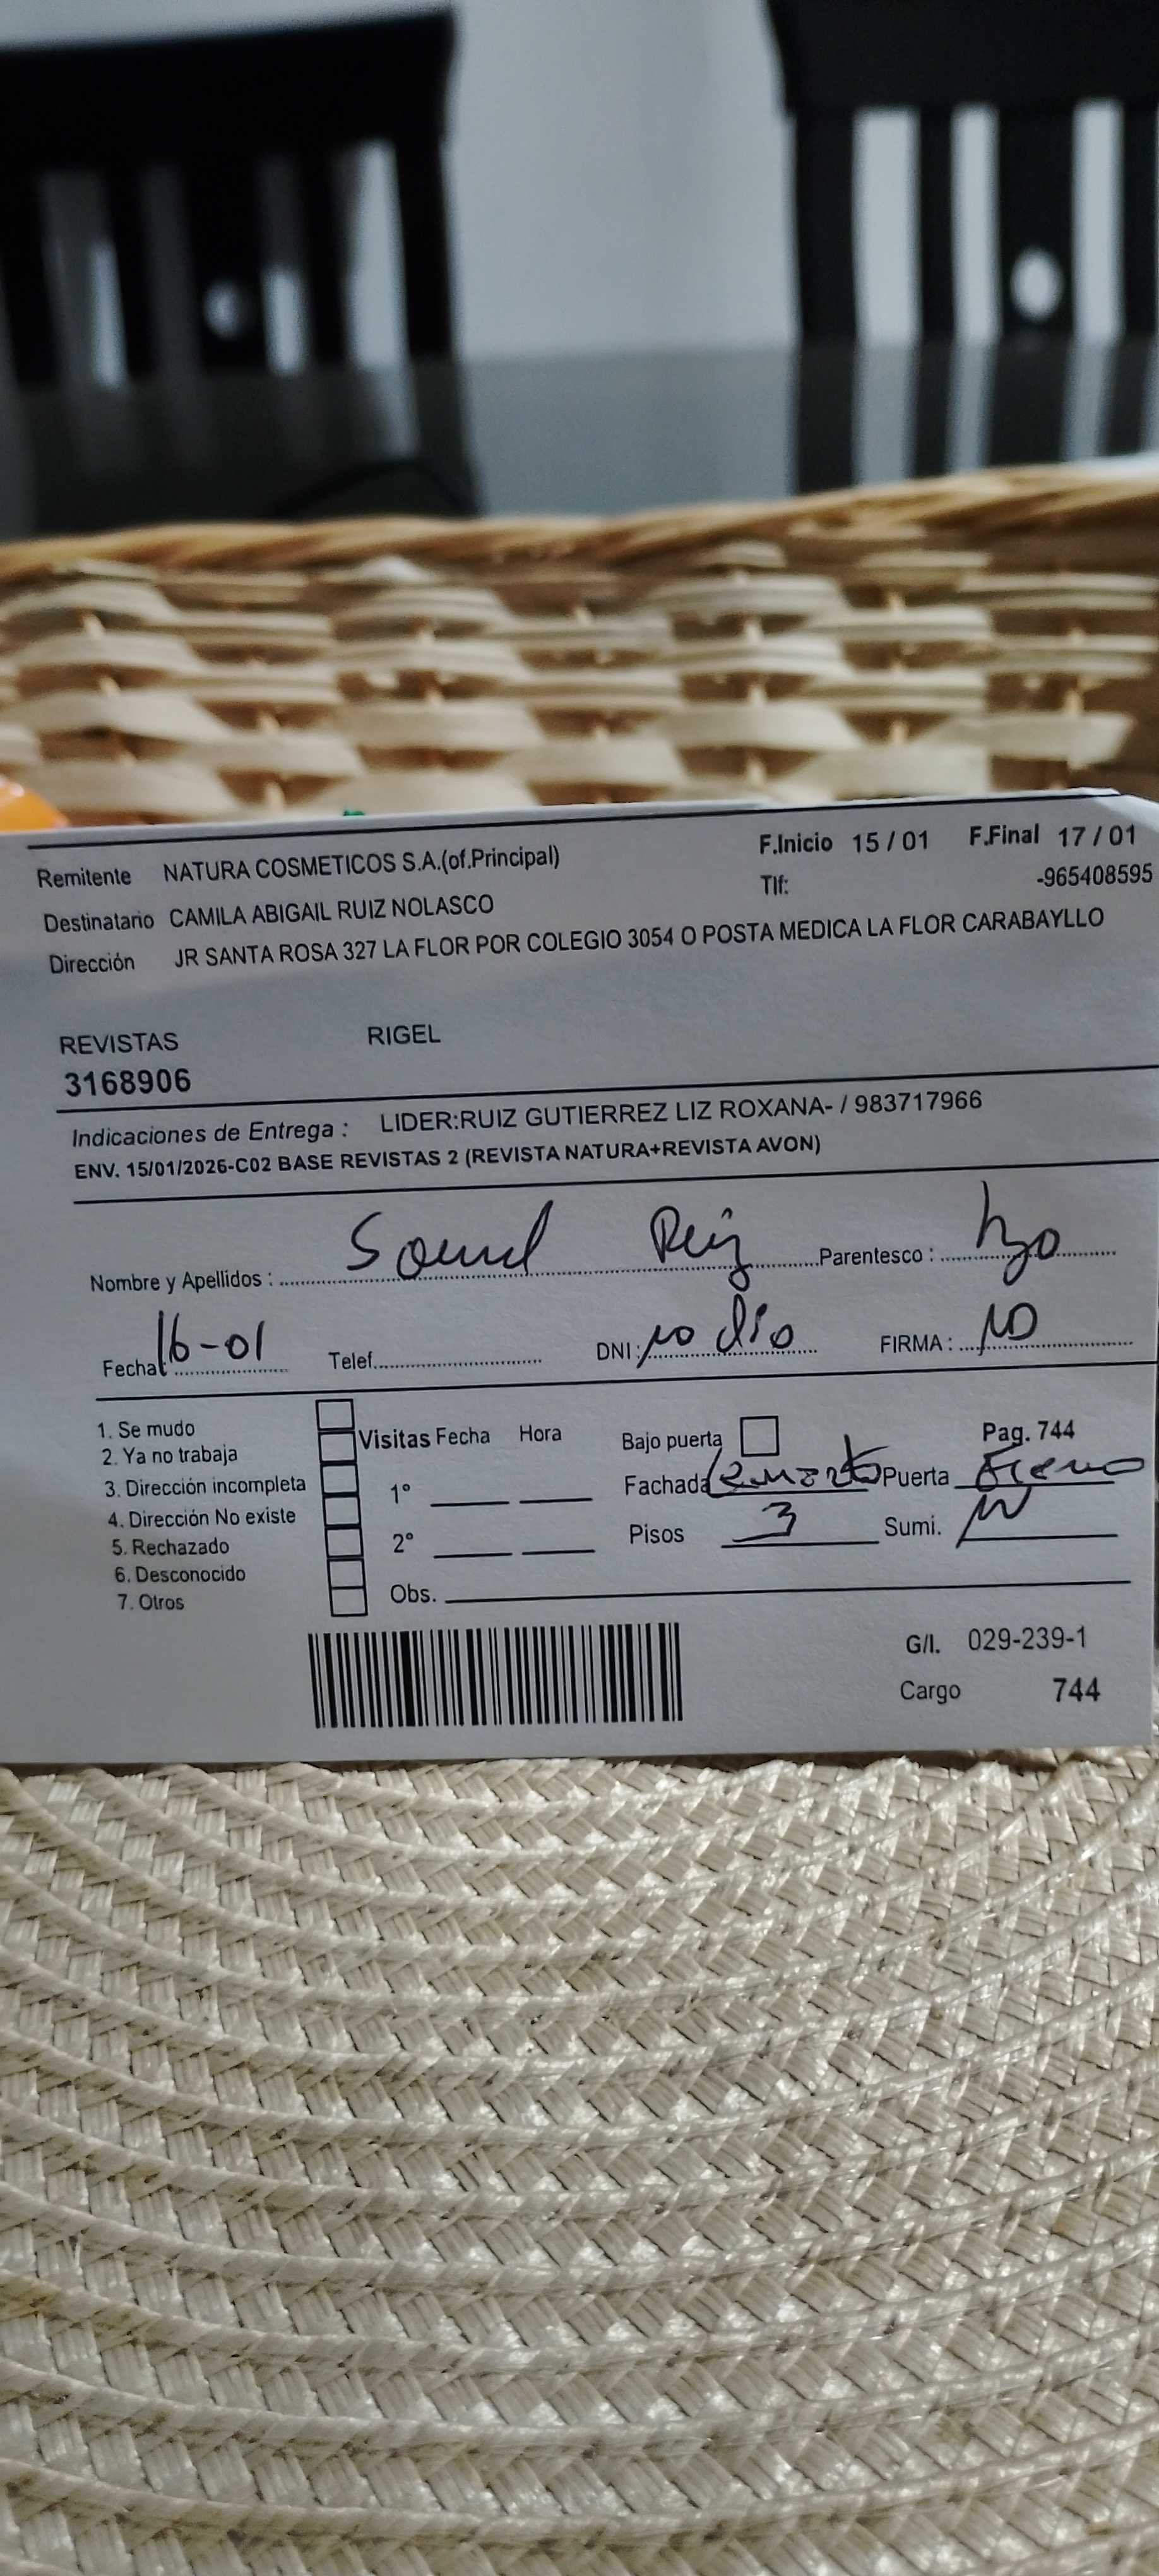 Remitente NATURA COSMETICOS S.A.(of.Principal) F.Inicio 15 / 01 F.Final 17 / 01
Destinatario CAMILA ABIGAIL RUIZ NOLASCO Tlf: -965408595
Dirección JR SANTA ROSA 327 LA FLOR POR COLEGIO 3054 O POSTA MEDICA LA FLOR CARABAYLLO
REVISTAS RIGEL
3168906
Indicaciones de Entrega : LIDER:RUIZ GUTIERREZ LIZ ROXANA- / 983717966
ENV. 15/01/2026-C02 BASE REVISTAS 2 (REVISTA NATURA+REVISTA AVON)
Nombre y Apellidos : Ruiz Parentesco : hijo
Fecha: 16-01 Telef. DNI: no dio FIRMA : NO
1. Se mudo
2. Ya no trabaja
3. Dirección incompleta
4. Dirección No existe
5. Rechazado
6. Desconocido
7. Otros
Visitas Fecha Hora
1°
2°
Obs.
Bajo puerta Pag. 744
Fachada Puerta
Pisos 3 Sumi.
G/l. 029-239-1
Cargo 744